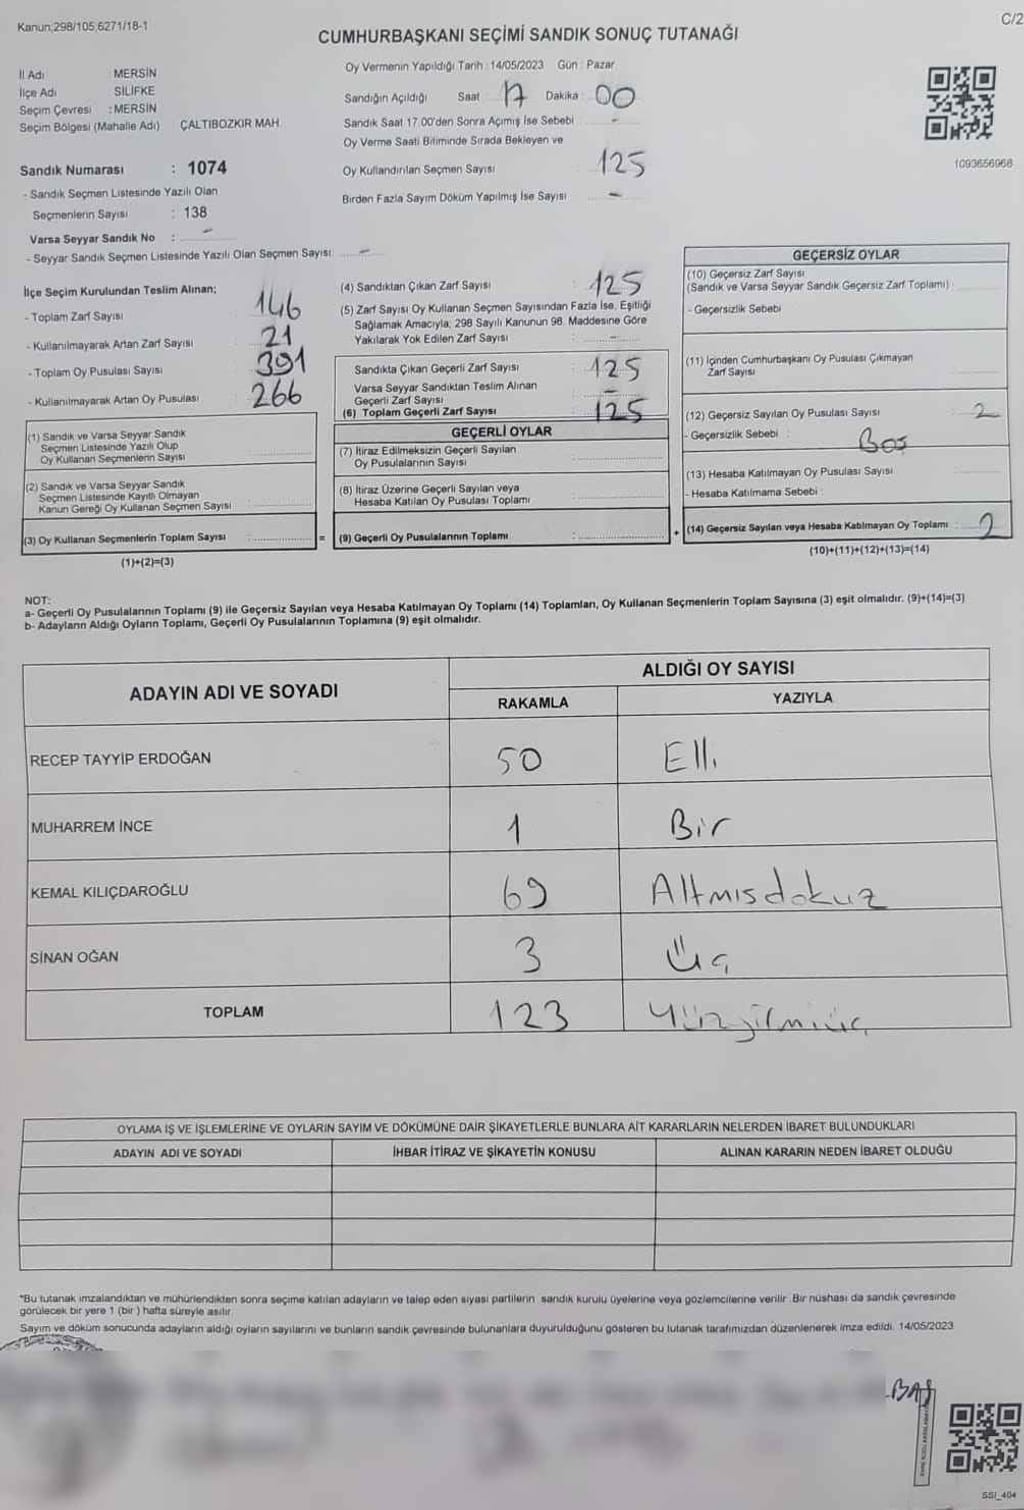 Kanun;298/105;6271/18-1
C/2
CUMHURBAŞKANI SEÇİMİ SANDIK SONUÇ TUTANAĞI
İl Adı : MERSİN
İlçe Adı SİLİFKE
Seçim Çevresi : MERSİN
Seçim Bölgesi (Mahalle Adı) ÇALTIBOZKIR MAH.
Sandık Numarası : 1074
- Sandık Seçmen Listesinde Yazılı Olan
Seçmenlerin Sayısı : 138
Varsa Seyyar Sandık No : -
- Seyyar Sandık Seçmen Listesinde Yazılı Olan Seçmen Sayısı: -
Oy Vermenin Yapıldığı Tarih : 14/05/2023 Gün : Pazar
Sandığın Açıldığı Saat 17 Dakika 00
Sandık Saat 17.00'den Sonra Açımış İse Sebebi -
Oy Verme Saati Bitiminde Sırada Bekleyen ve
Oy Kullandırılan Seçmen Sayısı 125
Birden Fazla Sayım Döküm Yapılmış İse Sayısı -
1093656968
İlçe Seçim Kurulundan Teslim Alınan;
- Toplam Zarf Sayısı 146
- Kullanılmayarak Artan Zarf Sayısı 21
- Toplam Oy Pusulası Sayısı 391
- Kullanılmayarak Artan Oy Pusulası 266
(4) Sandıktan Çıkan Zarf Sayısı : 125
(5) Zarf Sayısı Oy Kullanan Seçmen Sayısından Fazla İse, Eşitliği
Sağlamak Amacıyla, 298 Sayılı Kanunun 98. Maddesine Göre
Yakılarak Yok Edilen Zarf Sayısı : -
Sandıkta Çıkan Geçerli Zarf Sayısı : 125
Varsa Seyyar Sandıktan Teslim Alınan
Geçerli Zarf Sayısı : -
(6) Toplam Geçerli Zarf Sayısı 125
GEÇERSİZ OYLAR
(10) Geçersiz Zarf Sayısı
(Sandık ve Varsa Seyyar Sandık Geçersiz Zarf Toplamı) :
- Geçersizlik Sebebi
(11) İçinden Cumhurbaşkanı Oy Pusulası Çıkmayan
Zarf Sayısı
(12) Geçersiz Sayılan Oy Pusulası Sayısı : 2
- Geçersizlik Sebebi : Boş
(13) Hesaba Katılmayan Oy Pusulası Sayısı
- Hesaba Katılmama Sebebi :
(14) Geçersiz Sayılan veya Hesaba Katılmayan Oy Toplamı : 2
(10)+(11)+(12)+(13)=(14)
(1) Sandık ve Varsa Seyyar Sandık
Seçmen Listesinde Yazılı Olup
Oy Kullanan Seçmenlerin Sayısı
(2) Sandık ve Varsa Seyyar Sandık
Seçmen Listesinde Kayıtlı Olmayan
Kanun Gereği Oy Kullanan Seçmen Sayısı
(3) Oy Kullanan Seçmenlerin Toplam Sayısı :
(1)+(2)=(3)
=
GEÇERLİ OYLAR
(7) İtiraz Edilmeksizin Geçerli Sayılan
Oy Pusulalarının Sayısı
(8) İtiraz Üzerine Geçerli Sayılan veya
Hesaba Katılan Oy Pusulası Toplamı :
(9) Geçerli Oy Pusulalarının Toplamı :
+
NOT:
a- Geçerli Oy Pusulalarının Toplamı (9) ile Geçersiz Sayılan veya Hesaba Katılmayan Oy Toplamı (14) Toplamları, Oy Kullanan Seçmenlerin Toplam Sayısına (3) eşit olmalıdır. (9)+(14)=(3)
b- Adayların Aldığı Oyların Toplamı, Geçerli Oy Pusulalarının Toplamına (9) eşit olmalıdır.
ADAYIN ADI VE SOYADI
ALDIĞI OY SAYISI
RAKAMLA YAZIYLA
RECEP TAYYİP ERDOĞAN 50 Elli
MUHARREM İNCE 1 Bir
KEMAL KILIÇDAROĞLU 69 Altmısdokuz
SİNAN OĞAN 3 Üç
TOPLAM 123 Yüzyirmiüç
OYLAMA İŞ VE İŞLEMLERİNE VE OYLARIN SAYIM VE DÖKÜMÜNE DAİR ŞİKAYETLERLE BUNLARA AİT KARARLARIN NELERDEN İBARET BULUNDUKLARI
ADAYIN ADI VE SOYADI İHBAR İTİRAZ VE ŞİKAYETİN KONUSU ALINAN KARARIN NEDEN İBARET OLDUĞU
*Bu tutanak imzalandıktan ve mühürlendikten sonra seçime katılan adayların ve talep eden siyasi partilerin sandık kurulu üyelerine veya gözlemcilerine verilir .Bir nüshası da sandık çevresinde
görülecek bir yere 1 (bir ) hafta süreyle asılır.
Sayım ve döküm sonucunda adayların aldığı oyların sayılarını ve bunların sandık çevresinde bulunanlara duyurulduğunu gösteren bu tutanak tarafımızdan düzenlenerek imza edildi. 14/05/2023
BAŞ
SSI_404